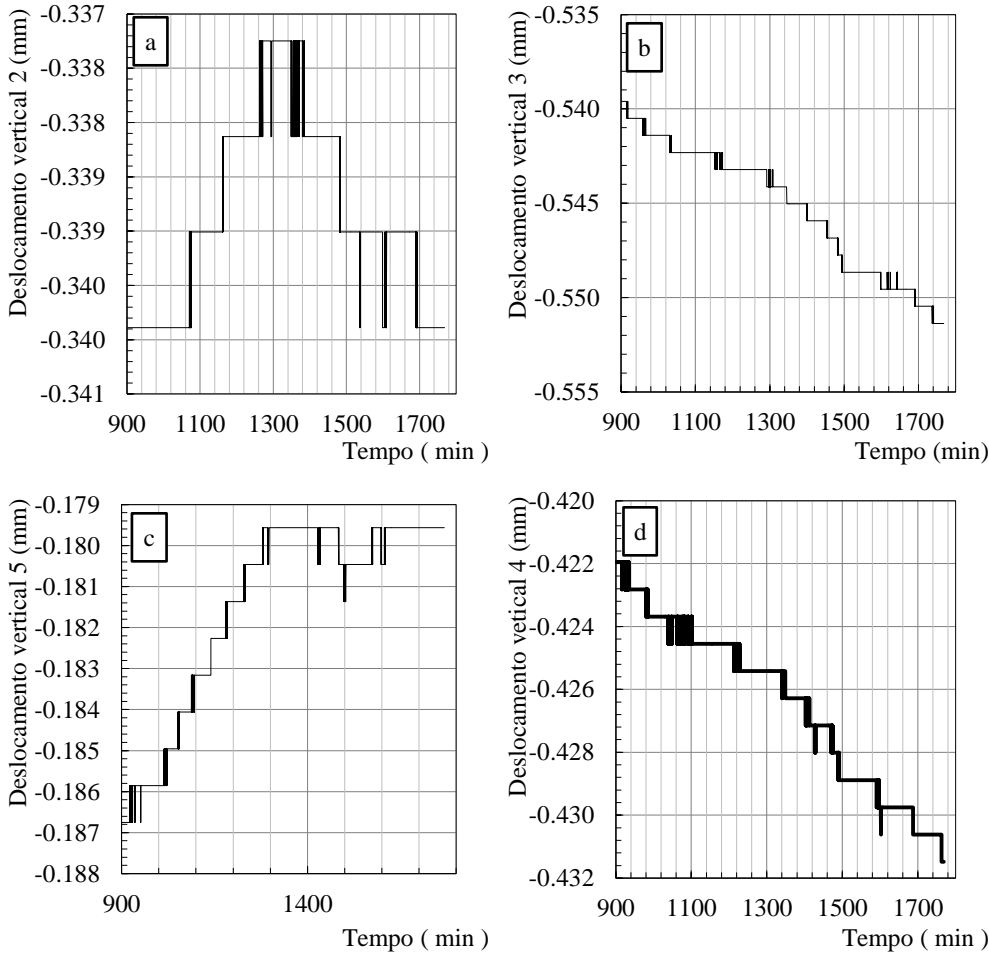 Deslocamento vertical 2 (mm)
a
-0.337
-0.337
-0.338
-0.338
-0.339
-0.339
-0.340
-0.340
-0.341
900 1100 1300 1500 1700
Tempo ( min )
Deslocamento vertical 3 (mm)
b
-0.535
-0.540
-0.545
-0.550
-0.555
900 1100 1300 1500 1700
Tempo (min)
Deslocamento vertical 5 (mm)
c
-0.179
-0.180
-0.181
-0.182
-0.183
-0.184
-0.185
-0.186
-0.187
-0.188
900 1400
Tempo ( min )
Deslocamento vetical 4 (mm)
d
-0.420
-0.422
-0.424
-0.426
-0.428
-0.430
-0.432
900 1100 1300 1500 1700
Tempo ( min )